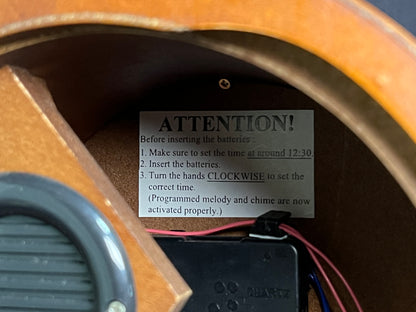 ATTENTION!
Before inserting the batteries :
1. Make sure to set the time at around 12:30.
2. Insert the batteries.
3. Turn the hands CLOCKWISE to set the
correct time.
(Programmed melody and chime are now
activated properly.)